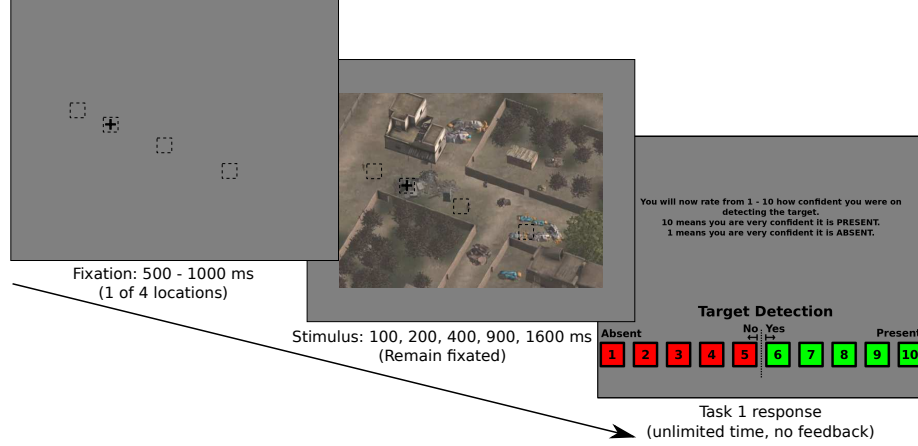 Fixation: 500 - 1000 ms
(1 of 4 locations)
Stimulus: 100, 200, 400, 900, 1600 ms
(Remain fixated)
You will now rate from 1 - 10 how confident you were on
detecting the target.
10 means you are very confident it is PRESENT.
1 means you are very confident it is ABSENT.
Target Detection
No Yes
Absent Present
1 2 3 4 5 6 7 8 9 10
Task 1 response
(unlimited time, no feedback)